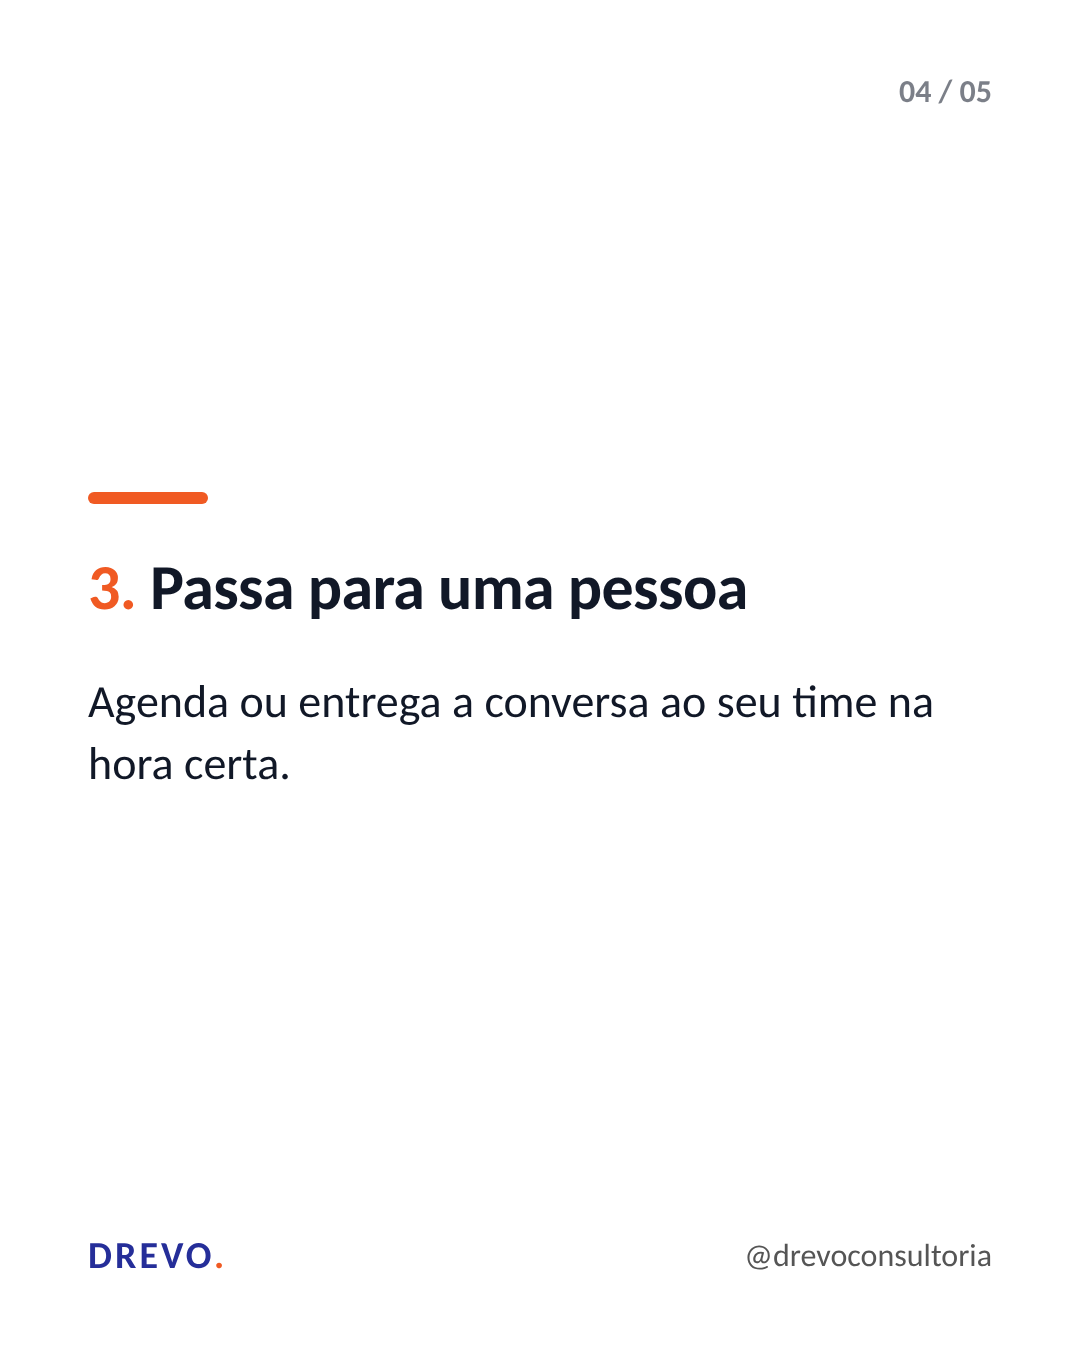 04 / 05
3. Passa para uma pessoa
Agenda ou entrega a conversa ao seu time na
hora certa.
DREVO.
@drevoconsultoria